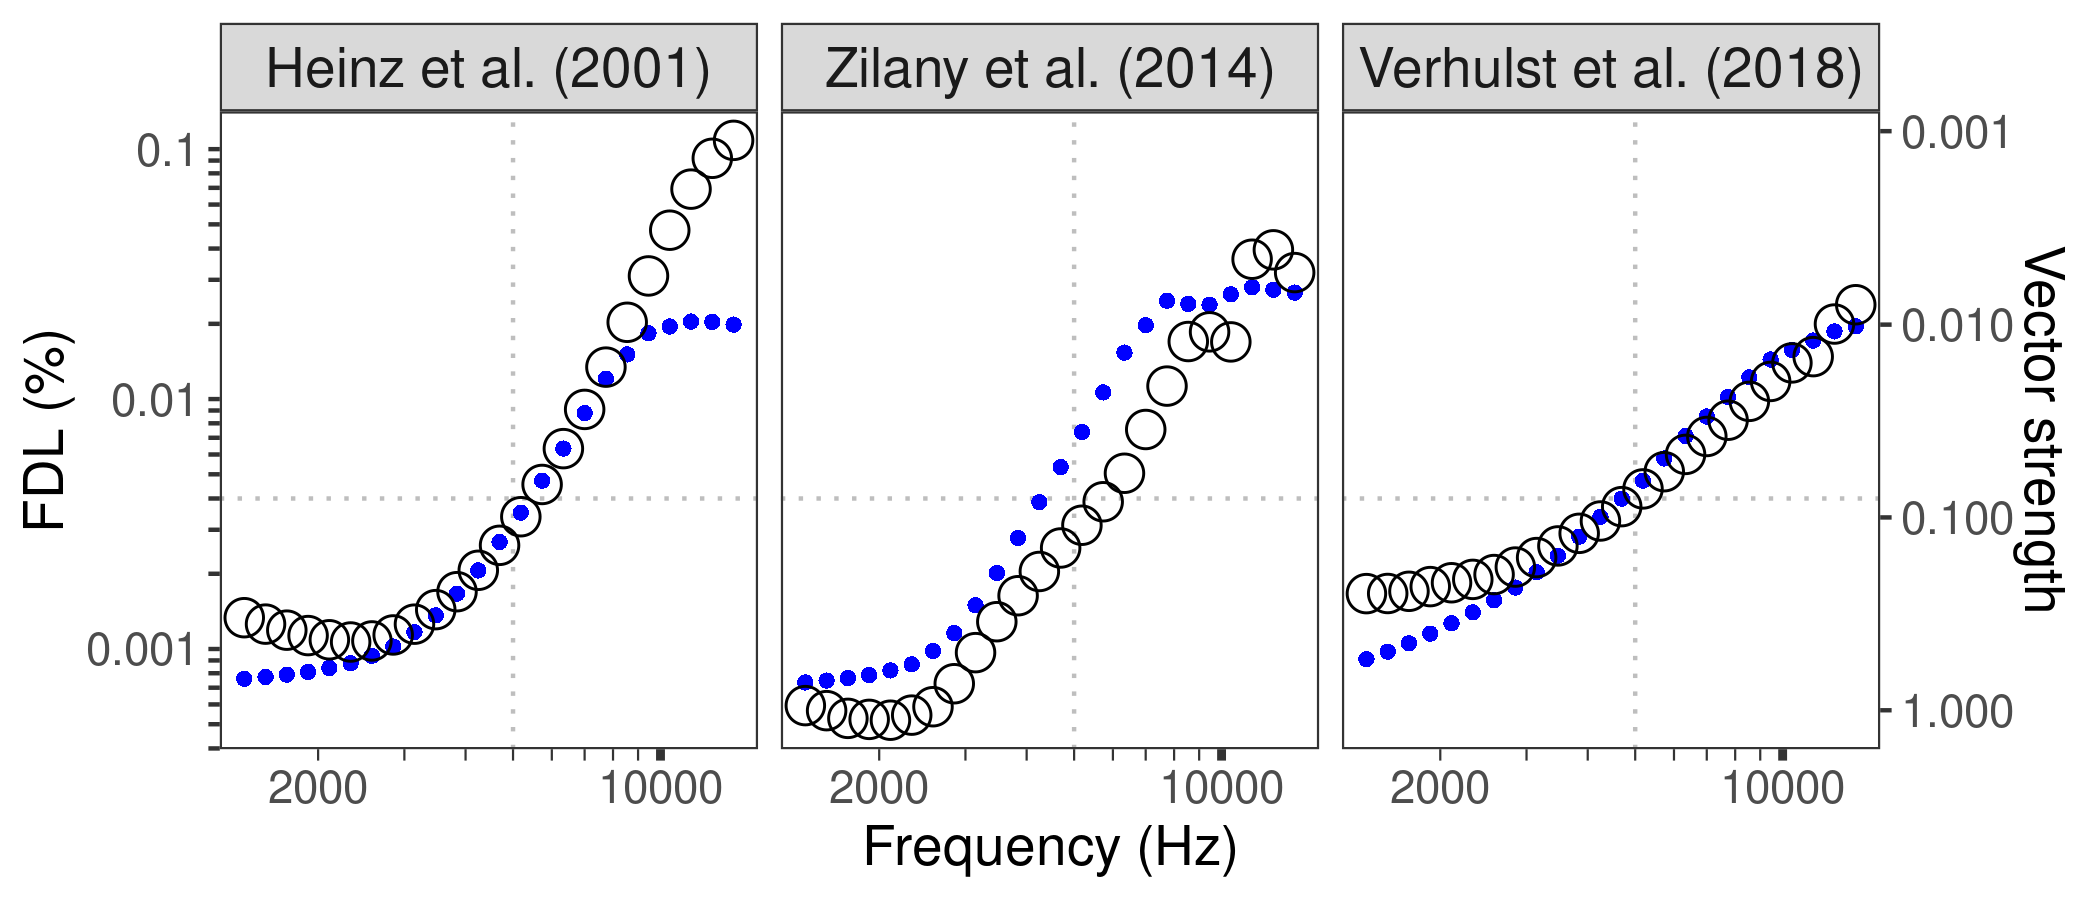 Heinz et al. (2001)
Zilany et al. (2014)
Verhulst et al. (2018)
FDL (%)
0.1
0.01
0.001
0.001
0.010
0.100
1.000
Vector strength
2000
10000
2000
10000
2000
10000
Frequency (Hz)